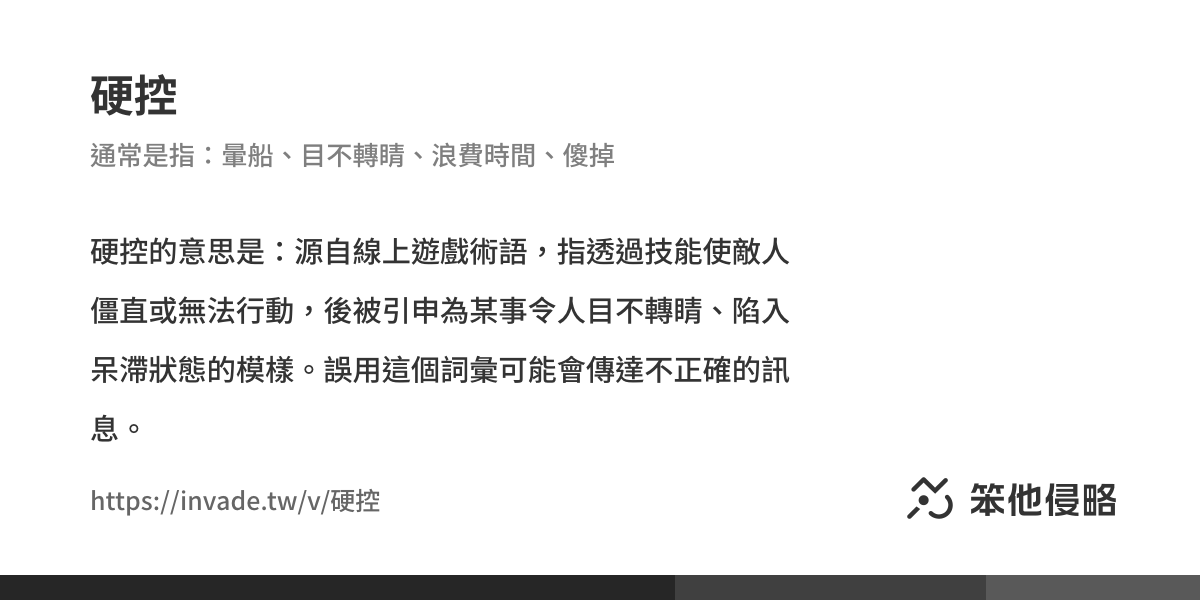 硬控
通常是指：暈船、目不轉睛、浪費時間、傻掉
硬控的意思是：源自線上遊戲術語，指透過技能使敵人
僵直或無法行動，後被引申為某事令人目不轉睛、陷入
呆滯狀態的模樣。誤用這個詞彙可能會傳達不正確的訊
息。
https://invade.tw/v/硬控
笨他侵略